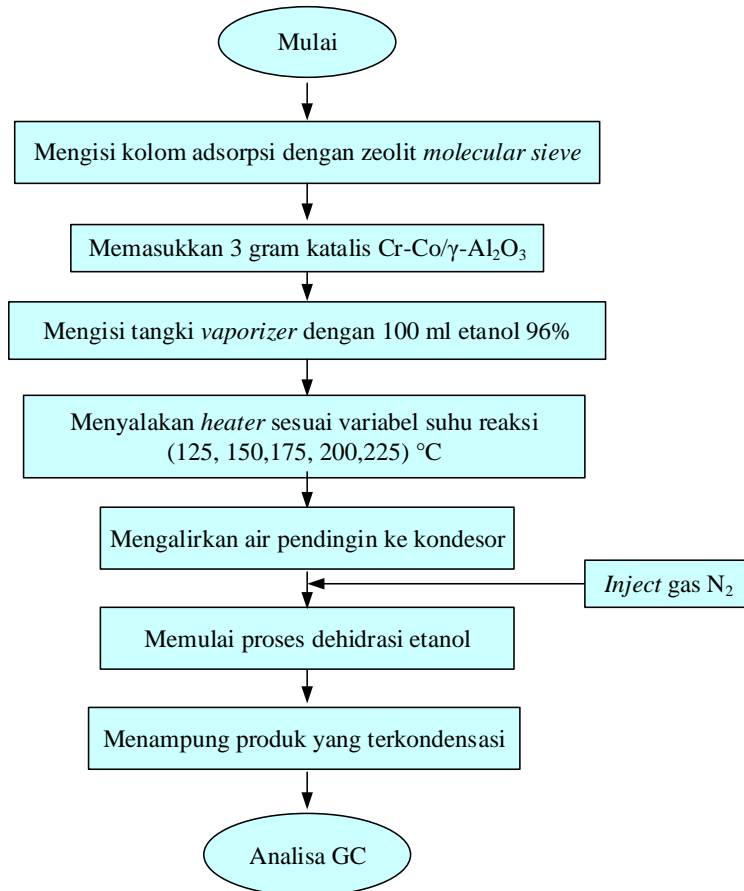 Mulai
Mengisi kolom adsorpsi dengan zeolit molecular sieve
Memasukkan 3 gram katalis Cr-Co/γ-Al₂O₃
Mengisi tangki vaporizer dengan 100 ml etanol 96%
Menyalakan heater sesuai variabel suhu reaksi
(125, 150,175, 200,225) °C
Mengalirkan air pendingin ke kondesor
Inject gas N₂
Memulai proses dehidrasi etanol
Menampung produk yang terkondensasi
Analisa GC